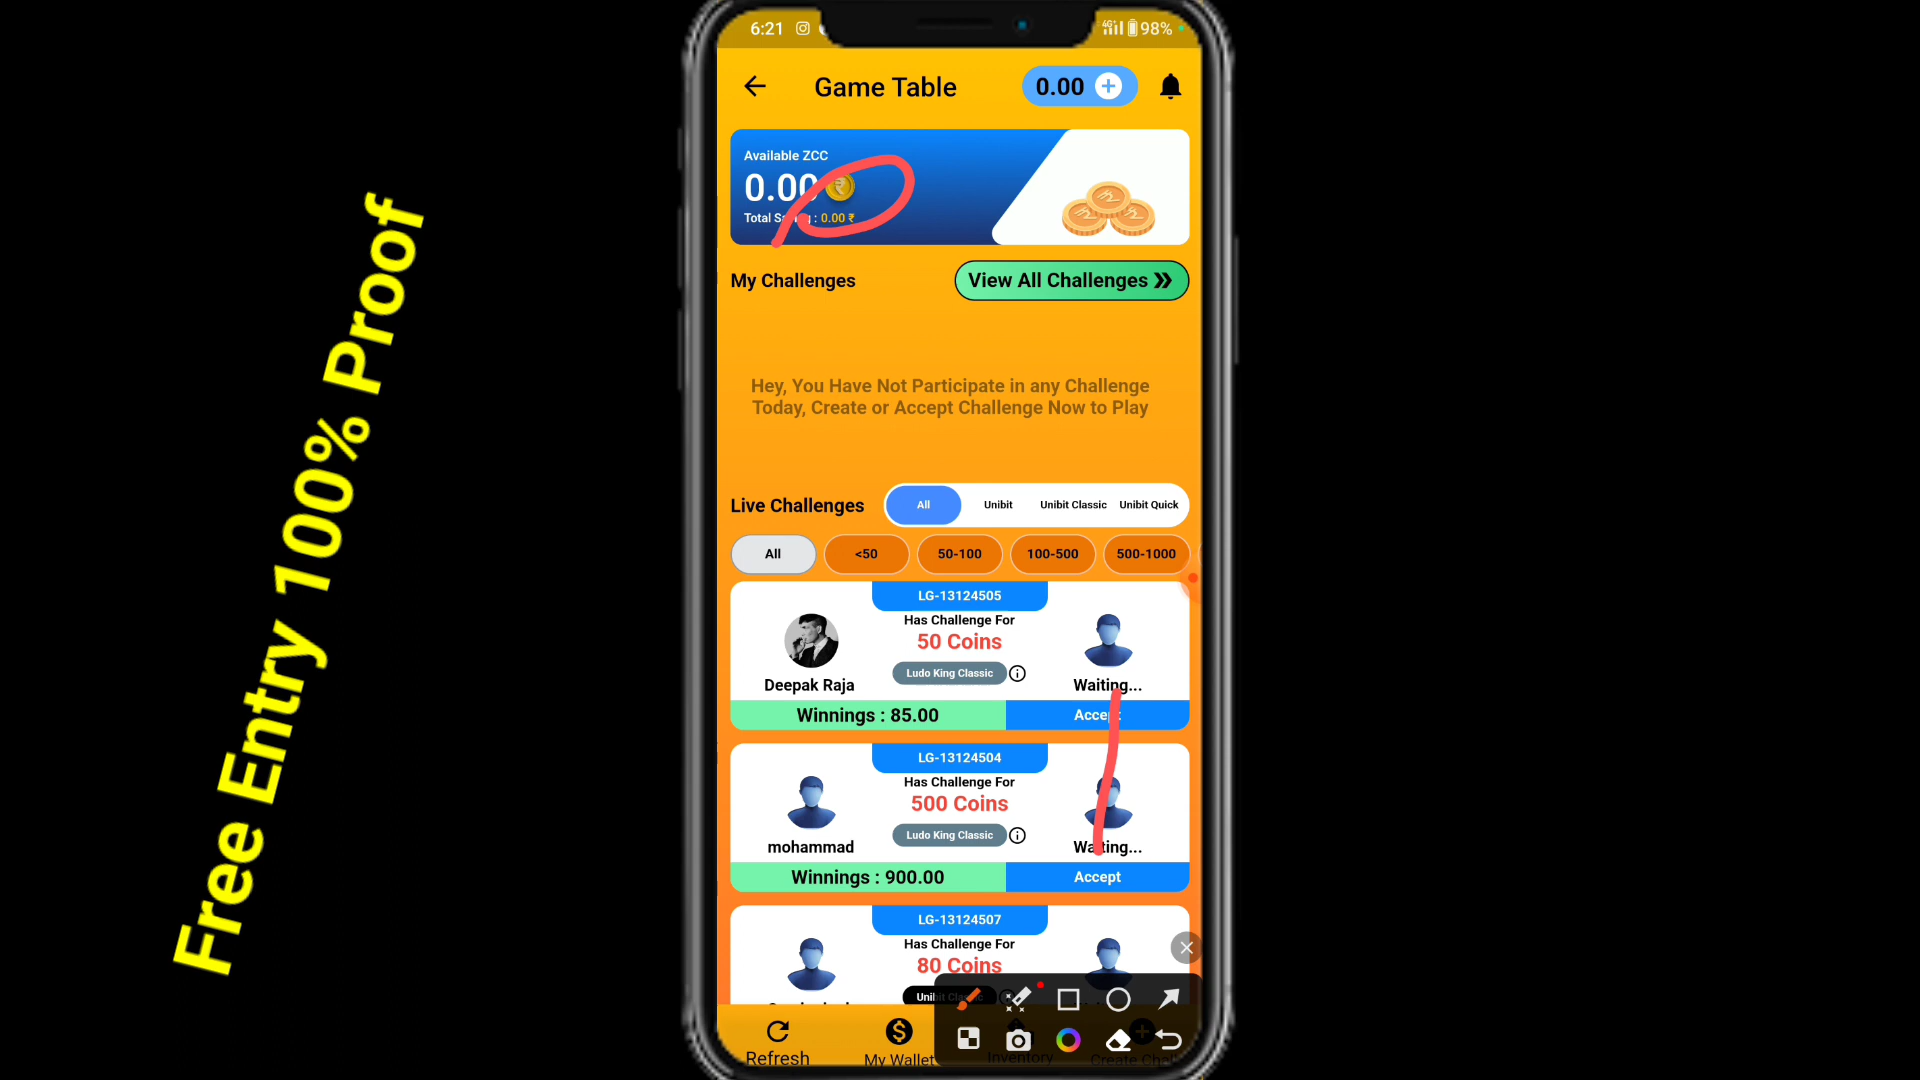 Free Entry 100% Proof
6:21
4G+
98%
Game Table
0.00
Available ZCC
0.00
Total : 0.00 ₹
My Challenges
View All Challenges
Hey, You Have Not Participate in any Challenge
Today, Create or Accept Challenge Now to Play
Live Challenges
All
Unibit
Unibit Classic
Unibit Quick
All
<50
50-100
100-500
500-1000
LG-13124505
Has Challenge For
50 Coins
Ludo King Classic
Deepak Raja
Waiting...
Winnings : 85.00
Accept
LG-13124504
Has Challenge For
500 Coins
Ludo King Classic
mohammad
Waiting...
Winnings : 900.00
Accept
LG-13124507
Has Challenge For
80 Coins
Refresh
My Wallet
Inventory
Create